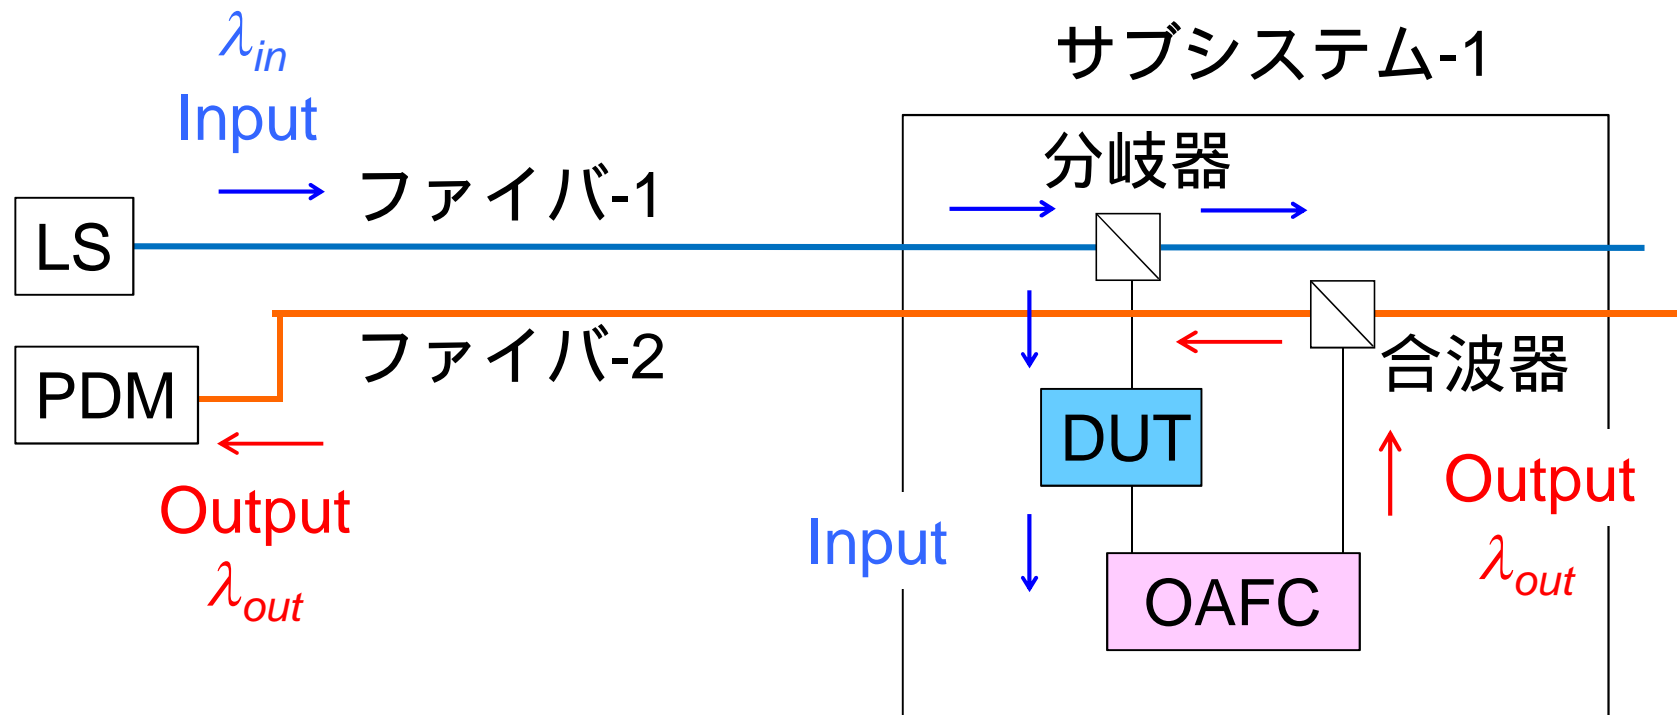 λin
Input
サブシステム-1
分岐器
ファイバ-1
LS
ファイバ-2
合波器
PDM
DUT
Output
λout
Input
Output
λout
OAFC